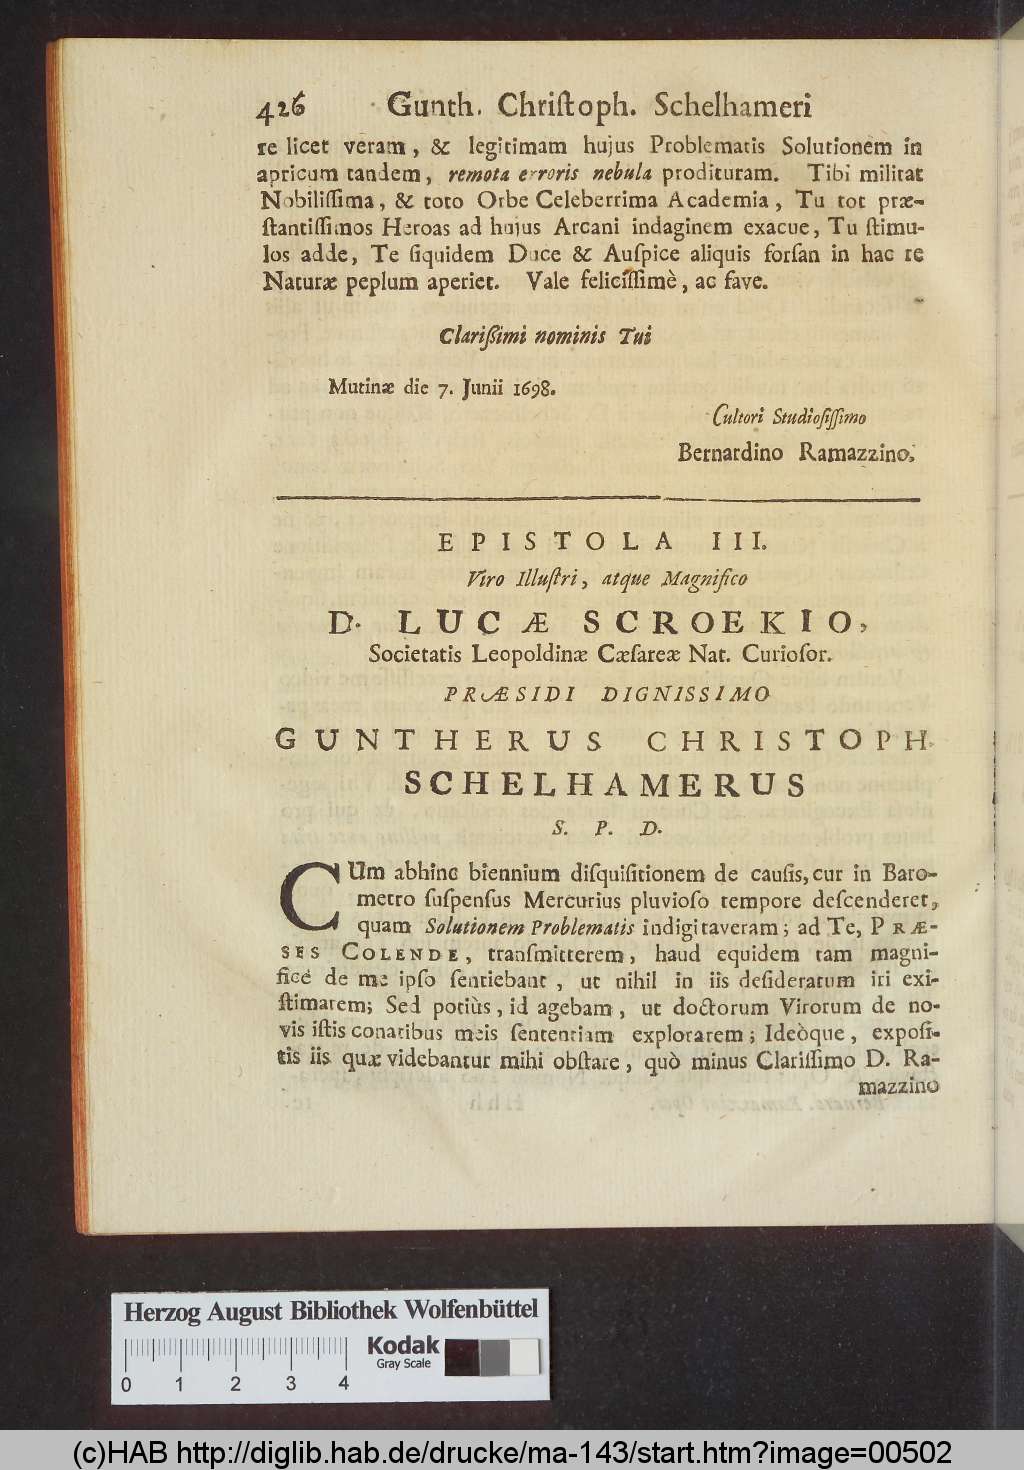 426 Gunth. Chriſtoph. Schelhameri
re licet veram, & legitimam hujus Problematis Solutionem in
apricum tandem, remota erroris nebula prodituram. Tibi militat
Nobiliſſima, & toto Orbe Celeberrima Academia, Tu tot præ-
ſtantiſſimos Heroas ad hujus Arcani indaginem exacue, Tu ſtimu-
los adde, Te ſiquidem Duce & Auſpice aliquis forſan in hac re
Naturæ peplum aperiet. Vale feliciſſimè, ac fave.
Clarißimi nominis Tui
Mutinæ die 7. Junii 1698.
Cultori Studioſiſſimo
Bernardino Ramazzino.
EPISTOLA III.
Viro Illuſtri, atque Magnifico
D. LUCÆ SCROEKIO,
Societatis Leopoldinæ Cæſareæ Nat. Curioſor.
PRÆSIDI DIGNISSIMO
GUNTHERUS CHRISTOPH.
SCHELHAMERUS
S. P. D.
CUm abhinc biennium diſquiſitionem de cauſis, cur in Baro-
metro ſuſpenſus Mercurius pluvioſo tempore deſcenderet,
quam Solutionem Problematis indigitaveram; ad Te, PRÆ-
SES COLENDE, tranſmitterem, haud equidem tam magni-
ficé de me ipſo ſentiebant, ut nihil in iis deſideratum iri exi-
ſtimarem; Sed potiùs, id agebam, ut doctorum Virorum de no-
vis iſtis conatibus meis ſententiam explorarem; Ideòque, expoſi-
tis iis quæ videbantur mihi obſtare, quò minus Clariſſimo D. Ra-
mazzino
Herzog August Bibliothek Wolfenbüttel
Kodak
Gray Scale
0 1 2 3 4
(c)HAB http://diglib.hab.de/drucke/ma-143/start.htm?image=00502